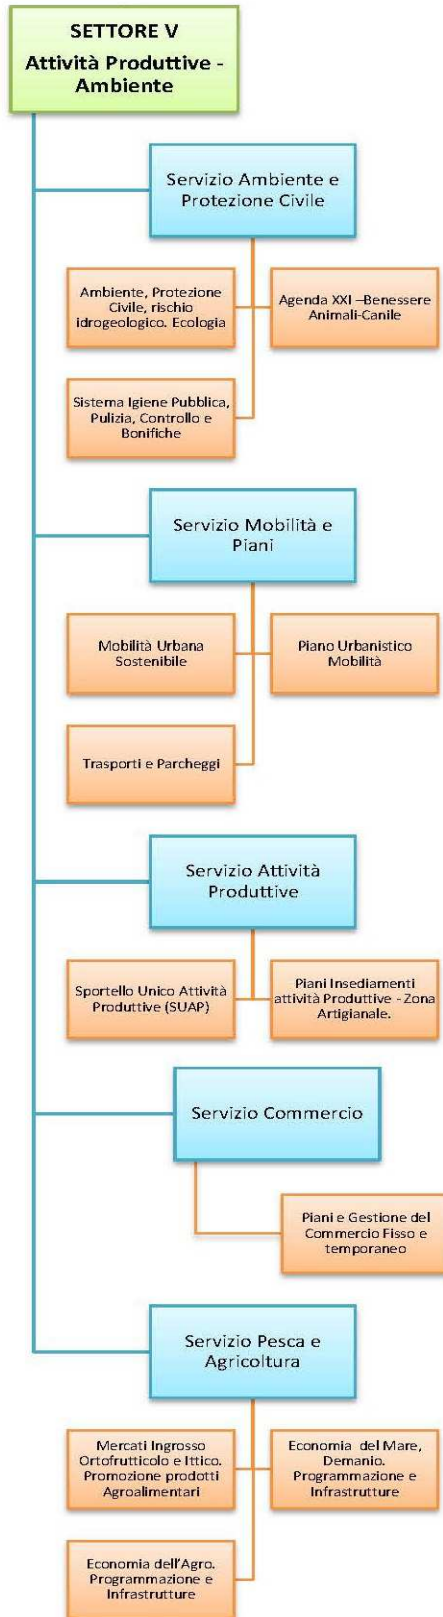 SETTORE V
Attività Produttive -
Ambiente
Servizio Ambiente e
Protezione Civile
Ambiente, Protezione
Civile, rischio
idrogeologico. Ecologia
Agenda XXI –Benessere
Animali-Canile
Sistema Igiene Pubblica,
Pulizia, Controllo e
Bonifiche
Servizio Mobilità e
Piani
Mobilità Urbana
Sostenibile
Piano Urbanistico
Mobilità
Trasporti e Parcheggi
Servizio Attività
Produttive
Sportello Unico Attività
Produttive (SUAP)
Piani Insediamenti
attività Produttive - Zona
Artigianale.
Servizio Commercio
Piani e Gestione del
Commercio Fisso e
temporaneo
Servizio Pesca e
Agricoltura
Mercati Ingrosso
Ortofrutticolo e Ittico.
Promozione prodotti
Agroalimentari
Economia del Mare,
Demanio.
Programmazione e
Infrastrutture
Economia dell'Agro.
Programmazione e
Infrastrutture